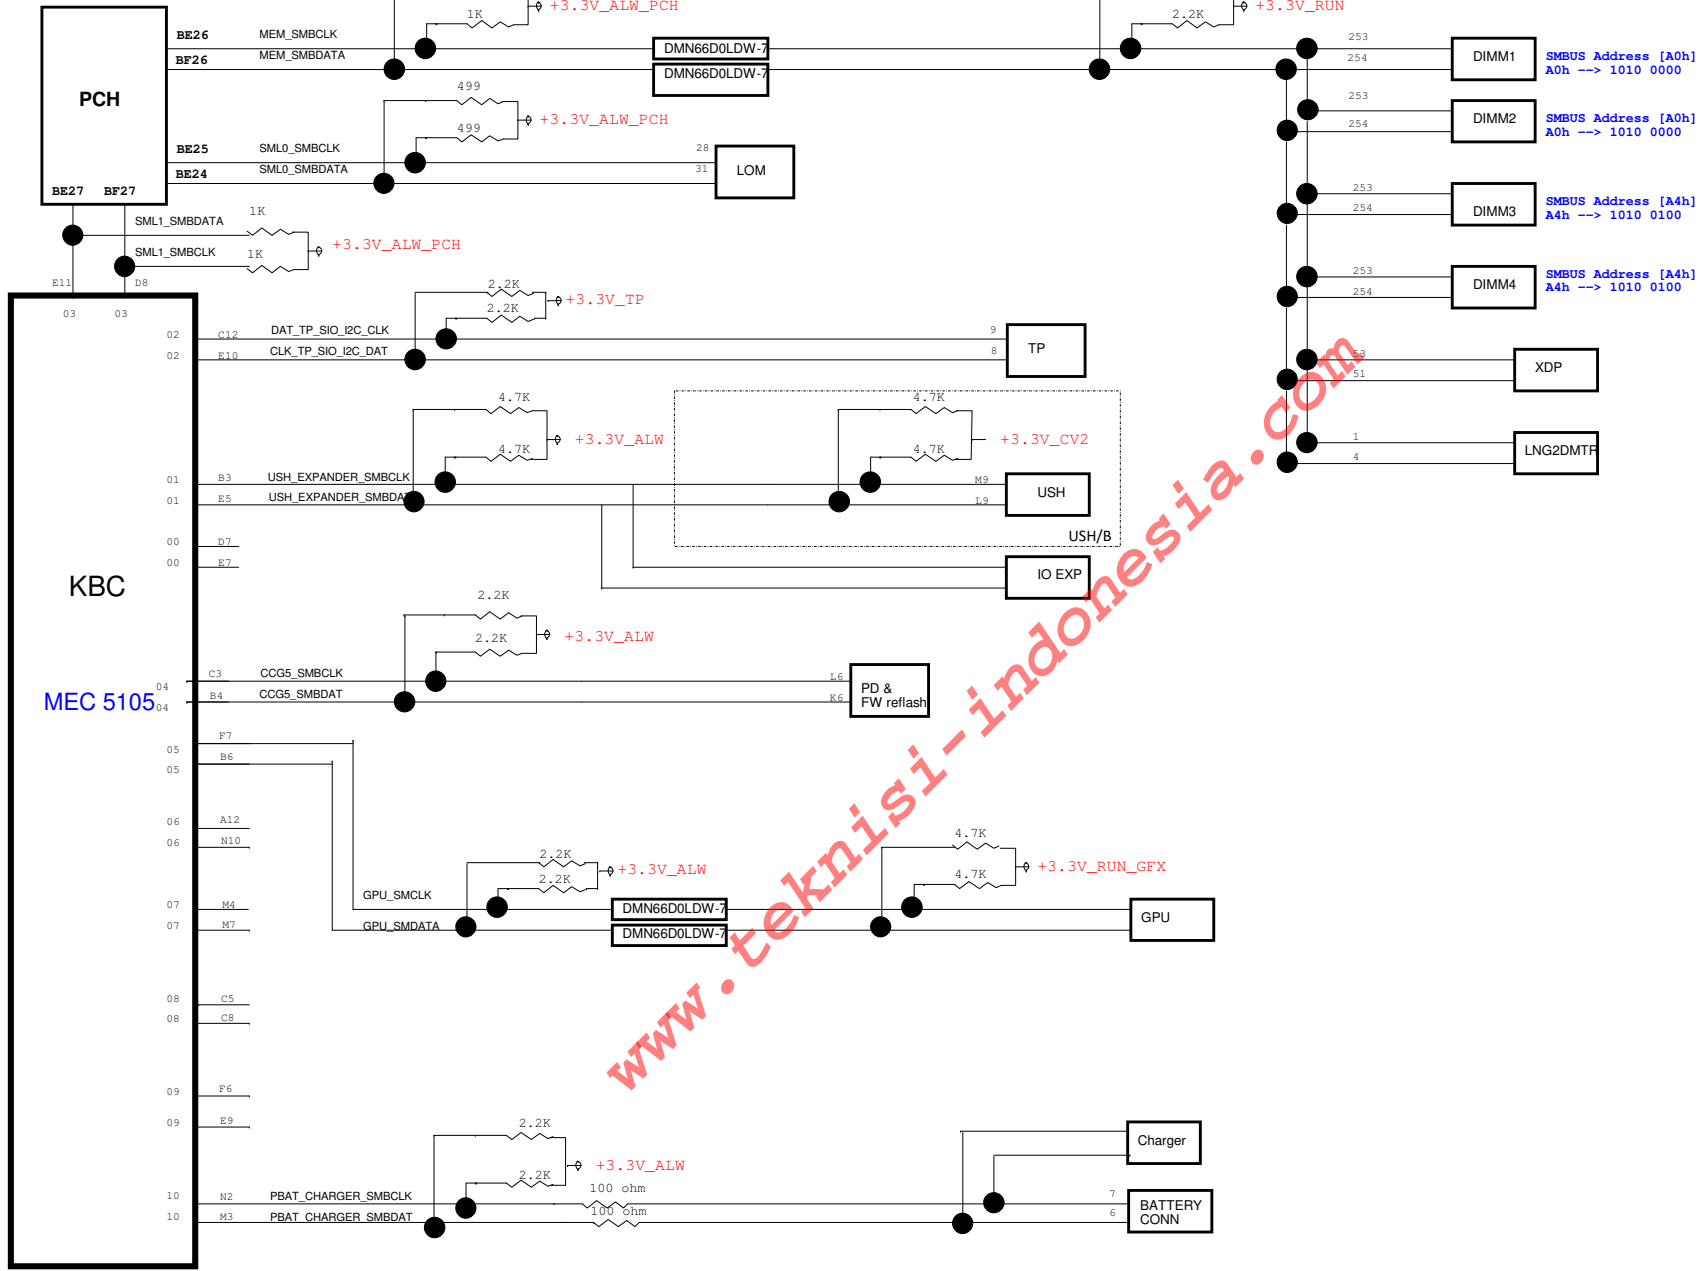 1K
+3.3V_ALW_PCH
2.2K
+3.3V_RUN
PCH
BE26
MEM_SMBCLK
BF26
MEM_SMBDATA
DMN66D0LDW-7
DMN66D0LDW-7
253
254
DIMM1
SMBUS Address [A0h]
A0h --> 1010 0000
499
499
+3.3V_ALW_PCH
253
254
DIMM2
SMBUS Address [A0h]
A0h --> 1010 0000
BE25
SML0_SMBCLK
28
BE24
SML0_SMBDATA
31
LOM
BE27
BF27
253
254
DIMM3
SMBUS Address [A4h]
A4h --> 1010 0100
SML1_SMBDATA
1K
SML1_SMBCLK
1K
+3.3V_ALW_PCH
E11
D8
03
03
253
254
DIMM4
SMBUS Address [A4h]
A4h --> 1010 0100
2.2K
2.2K
+3.3V_TP
02
C12
DAT_TP_SIO_I2C_CLK
9
02
E10
CLK_TP_SIO_I2C_DAT
8
TP
53
51
XDP
4.7K
4.7K
+3.3V_ALW
4.7K
4.7K
+3.3V_CV2
1
4
LNG2DMTR
01
B3
USH_EXPANDER_SMBCLK
M9
01
E5
USH_EXPANDER_SMBDAT
L9
USH
USH/B
00
D7
00
E7
IO EXP
KBC
2.2K
2.2K
+3.3V_ALW
MEC 5105
04
C3
CCG5_SMBCLK
L6
04
B4
CCG5_SMBDAT
K6
PD &
FW reflash
05
F7
05
B6
06
A12
06
N10
2.2K
2.2K
+3.3V_ALW
4.7K
4.7K
+3.3V_RUN_GFX
07
M4
GPU_SMCLK
DMN66D0LDW-7
07
M7
GPU_SMDATA
DMN66D0LDW-7
GPU
08
C5
08
C8
09
F6
09
E9
2.2K
2.2K
+3.3V_ALW
Charger
10
N2
PBAT_CHARGER_SMBCLK
100 ohm
7
10
M3
PBAT_CHARGER_SMBDAT
100 ohm
6
BATTERY
CONN
www.teknisi-indonesia.com